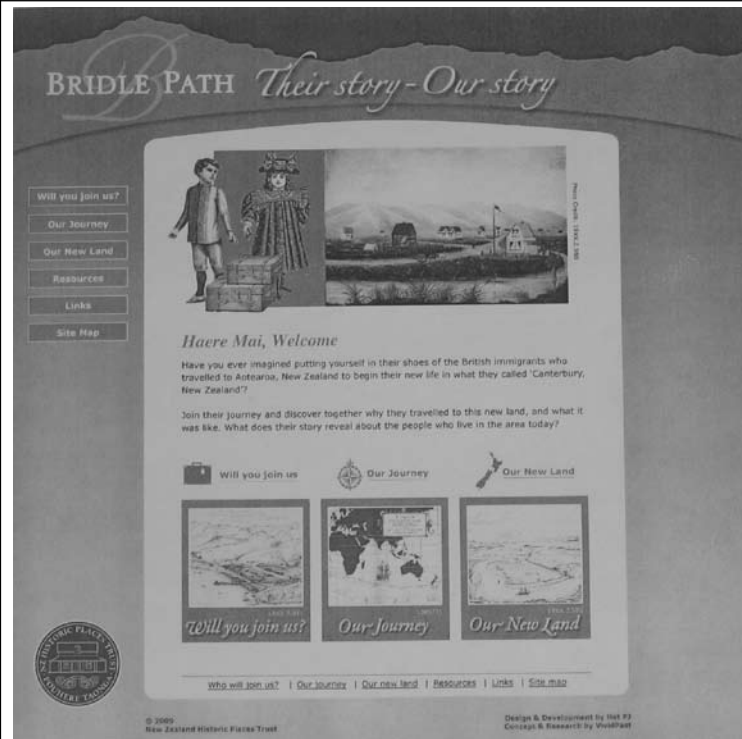 BRIDLE PATH Their story - Our story
Will you join us?
Our Journey
Our New Land
Resources
Links
Site Map
Haere Mai, Welcome
Have you ever imagined putting yourself in their shoes of the British immigrants who
travelled to Aotearoa, New Zealand to begin their new life in what they called 'Canterbury,
New Zealand'?
Join their journey and discover together why they travelled to this new land, and what it
was like. What does their story reveal about the people who live in the area today?
Will you join us
Our Journey
Our New Land
Will you join us?
Our Journey
Our New Land
NZ HISTORIC PLACES TRUST
POUHERE TAONGA
Who will join us? | Our journey | Our new land | Resources | Links | Site map
© 2005
New Zealand Historic Places Trust
Design & Development by
Concept & Research by VividPast